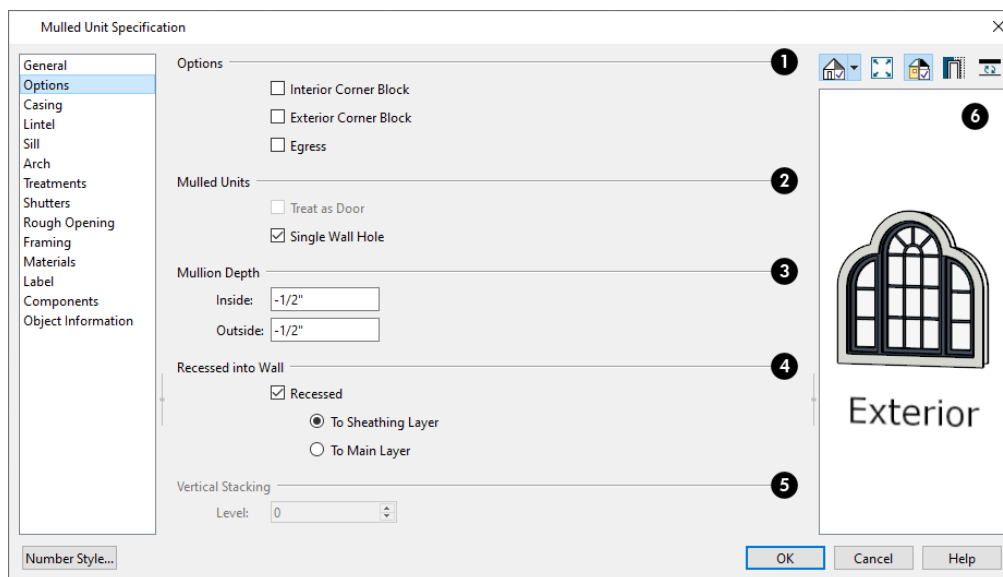 Mulled Unit Specification
General
Options
Casing
Lintel
Sill
Arch
Treatments
Shutters
Rough Opening
Framing
Materials
Label
Components
Object Information
Options 1
Interior Corner Block
Exterior Corner Block
Egress
Mulled Units 2
Treat as Door
Single Wall Hole
Mullion Depth 3
Inside: -1/2"
Outside: -1/2"
Recessed into Wall 4
Recessed
To Sheathing Layer
To Main Layer
Vertical Stacking 5
Level: 0
6
Exterior
Number Style...
OK
Cancel
Help